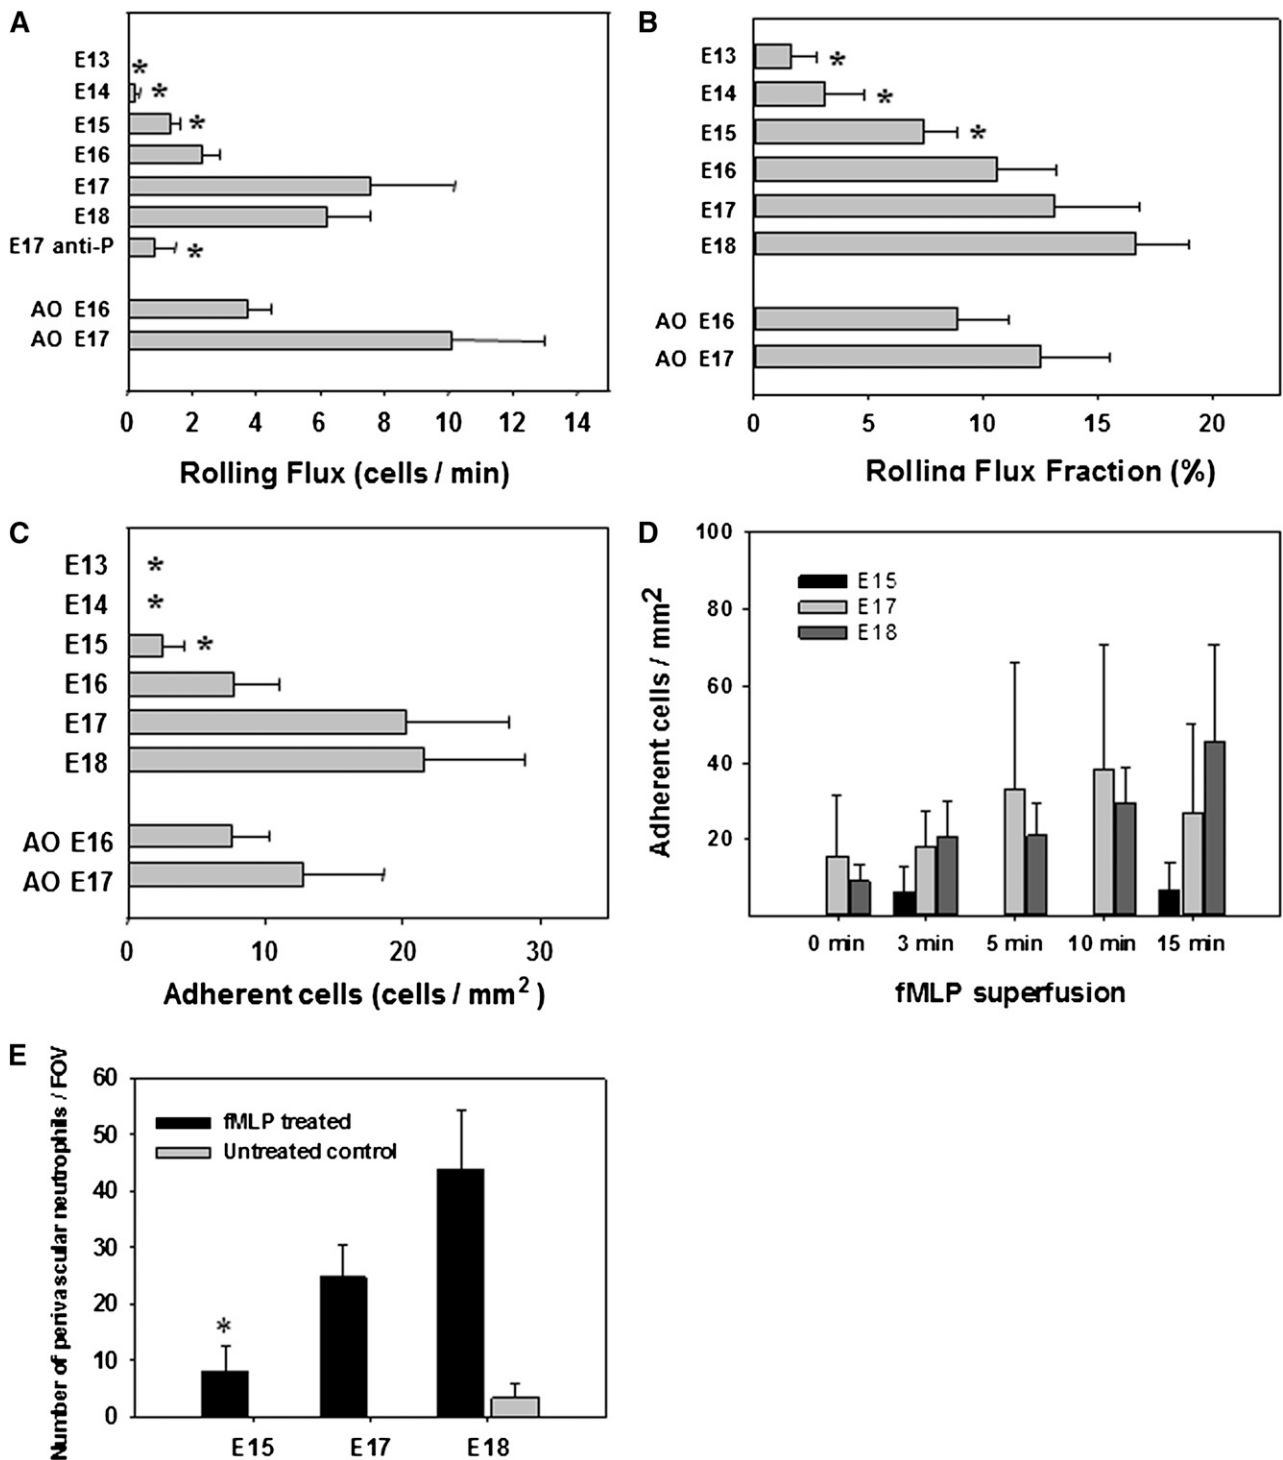 A
E13
*
E14 *
E15 *
E16
E17
E18
E17 anti-P *
AO E16
AO E17
0 2 4 6 8 10 12 14
Rolling Flux (cells / min)
B
E13 *
E14 *
E15 *
E16
E17
E18
AO E16
AO E17
0 5 10 15 20
Rolling Flux Fraction (%)
C
E13 *
E14 *
E15 *
E16
E17
E18
AO E16
AO E17
0 10 20 30
Adherent cells (cells / mm²)
D
Adherent cells / mm²
100
80
60
40
20
E15
E17
E18
0 min 3 min 5 min 10 min 15 min
fMLP superfusion
E
Number of perivascular neutrophils / FOV
60
50
40
30
20
10
0
fMLP treated
Untreated control
*
E15 E17 E18